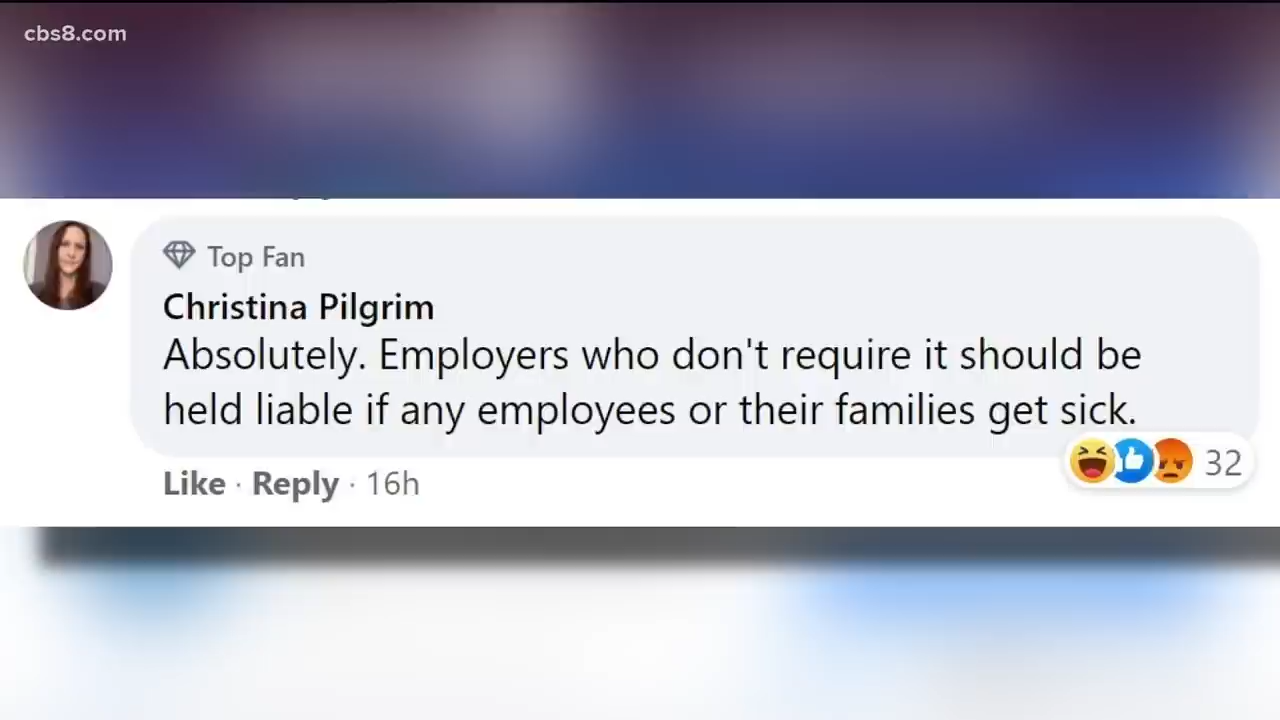 cbs8.com
Top Fan
Christina Pilgrim
Absolutely. Employers who don't require it should be
held liable if any employees or their families get sick.
Like · Reply · 16h
32